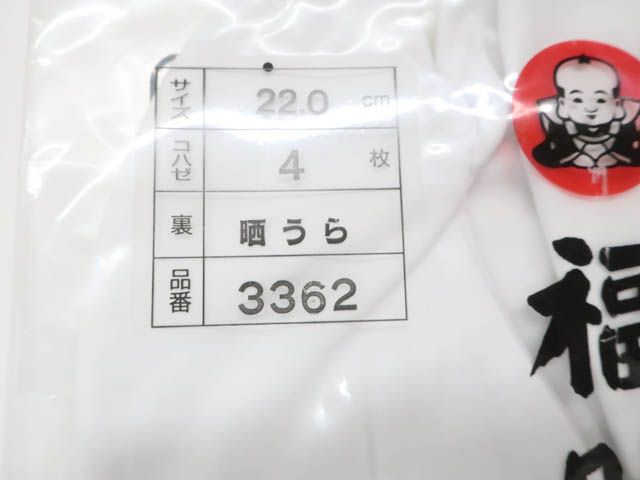 サイズ 22.0 cm
コハゼ 4 枚
裏 晒うら
品番 3362
福